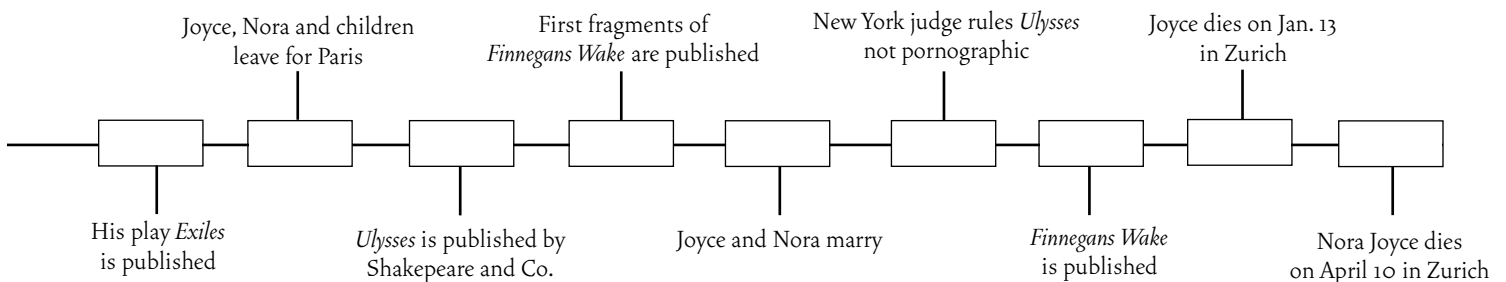 Joyce, Nora and children
leave for Paris
First fragments of
Finnegans Wake are published
New York judge rules Ulysses
not pornographic
Joyce dies on Jan. 13
in Zurich
His play Exiles
is published
Ulysses is published by
Shakepeare and Co.
Joyce and Nora marry
Finnegans Wake
is published
Nora Joyce dies
on April 10 in Zurich